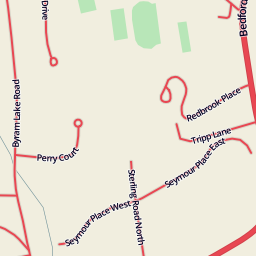 Drive
Bedford
Byram Lake Road
Redbrook Place
Tripp Lane
Perry Court
Seymour Place East
Sterling Road North
Seymour Place West